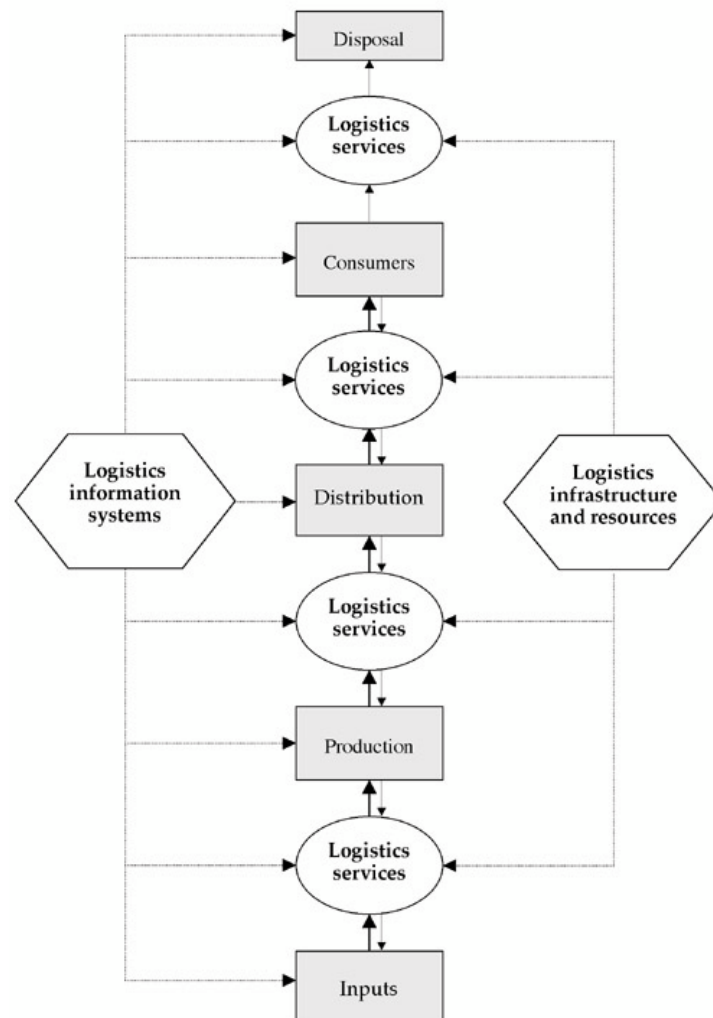 Disposal
Logistics
services
Consumers
Logistics
services
Logistics
information
systems
Distribution
Logistics
infrastructure
and resources
Logistics
services
Production
Logistics
services
Inputs